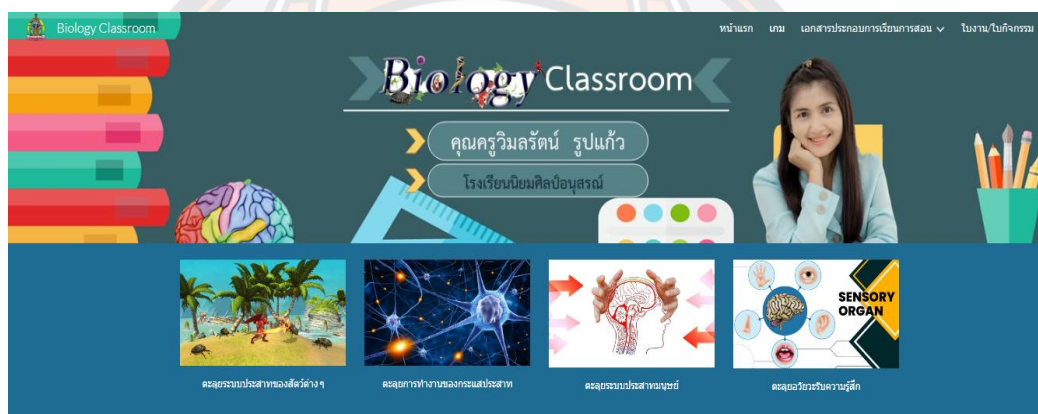 Biology Classroom
หน้าแรก เกม เอกสารประกอบการเรียนการสอน ใบงาน/ใบกิจกรรม
Biology Classroom
คุณครูวิมลรัตน์ รูปแก้ว
โรงเรียนนิยมศิลป์อนุสรณ์
SENSORY
ORGAN
ตะลุยระบบประสาทของสัตว์ต่าง ๆ
ตะลุยการทำงานของกระแสประสาท
ตะลุยระบบประสาทมนุษย์
ตะลุยอวัยวะรับความรู้สึก